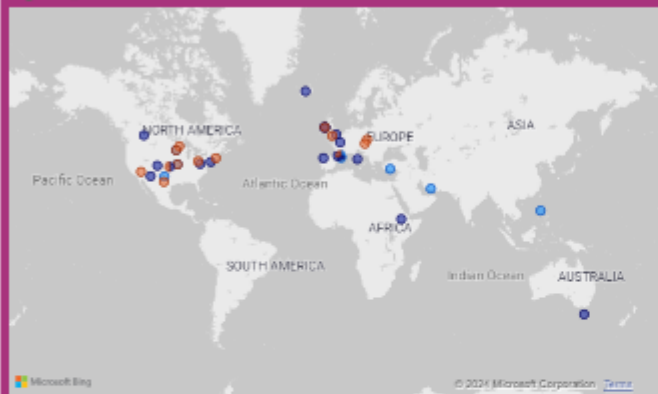 NORTH AMERICA
EUROPE
ASIA
Pacific Ocean
Atlantic Ocean
AFRICA
SOUTH AMERICA
Indian Ocean
AUSTRALIA
Microsoft Bing
© 2024 Microsoft Corporation Terms